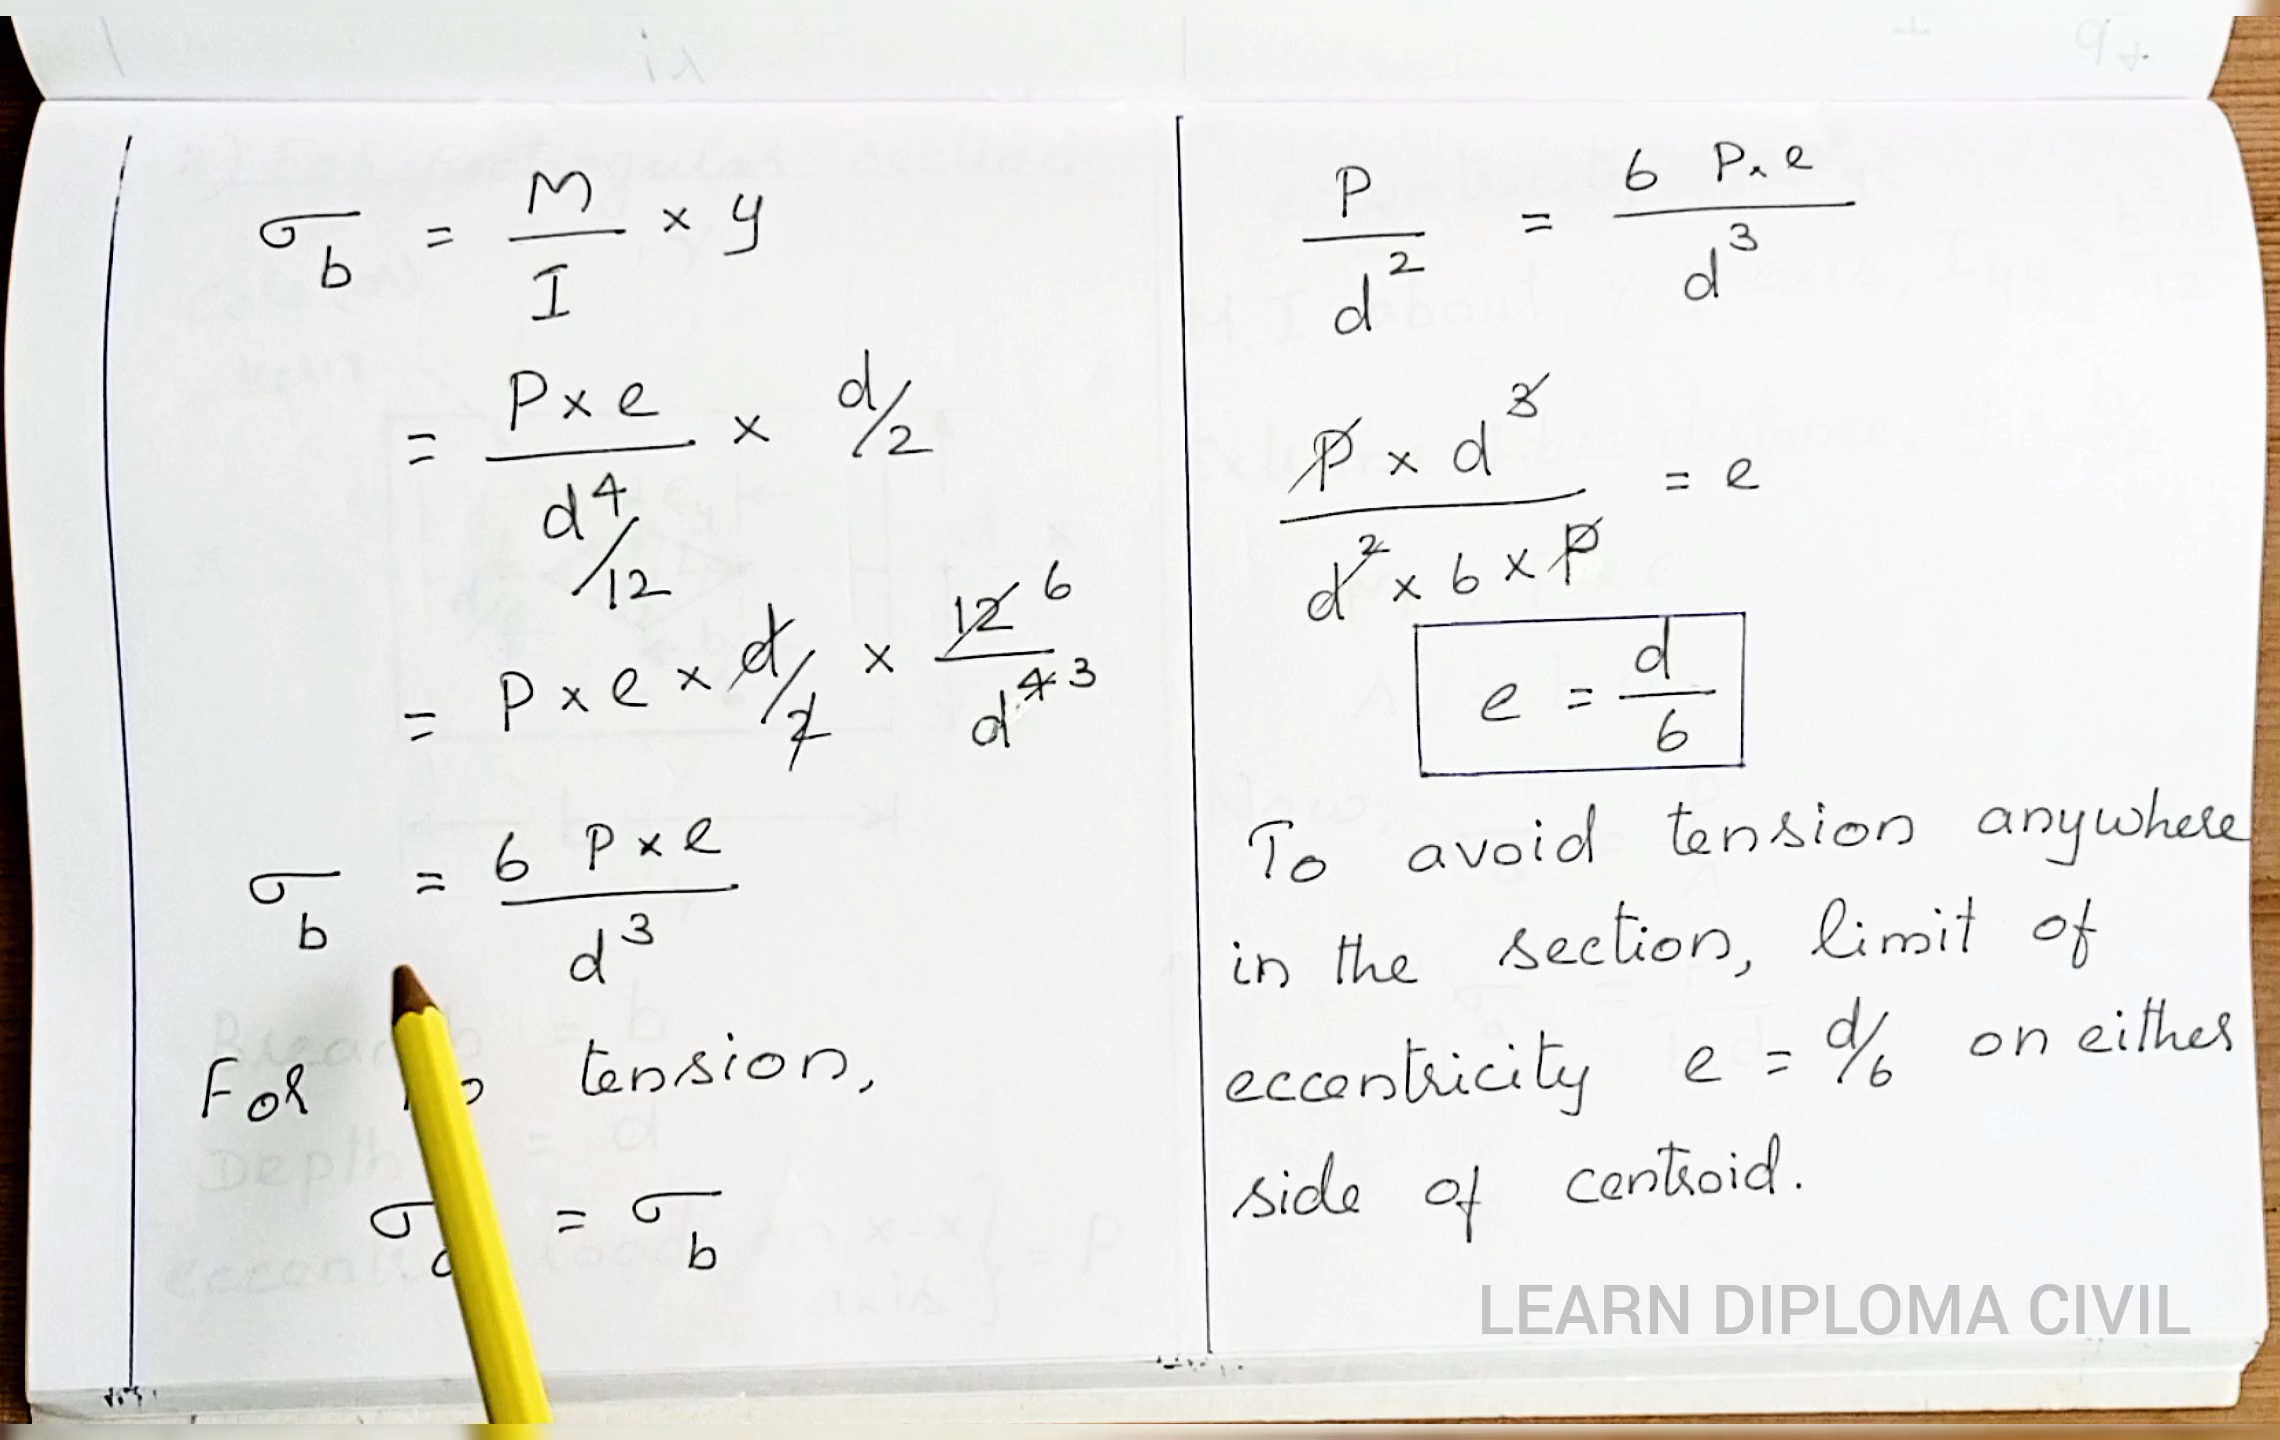 σb = M/I × y
= P×e / d⁴/12 × d/2
= P×e×d/2 × 12 6 / d⁴ 3
σb = 6 P×e / d³
For tension,
σ = σb
P/d² = 6 P×e / d³
P×d³ / d²×6×P = e
e = d/6
To avoid tension anywhere
in the section, limit of
eccentricity e = d/6 on either
side of centroid.
LEARN DIPLOMA CIVIL